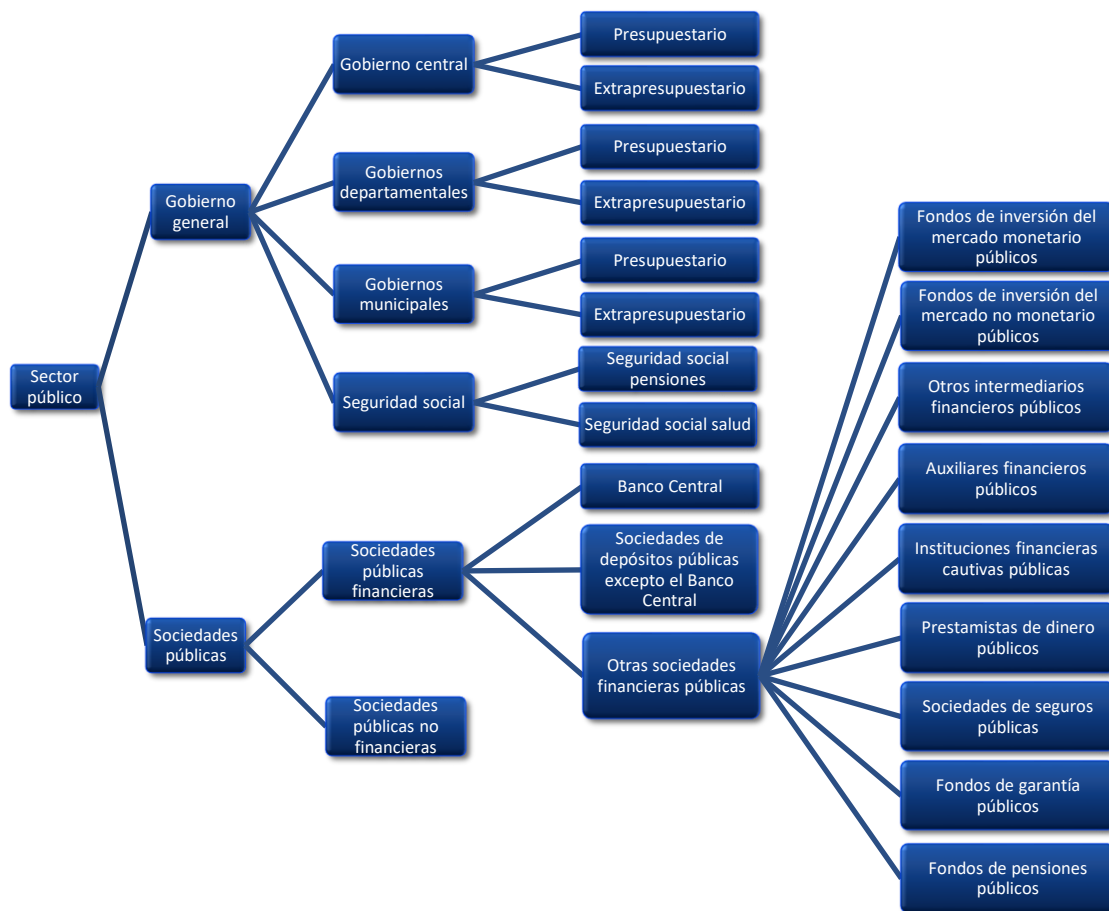 Sector
público
Gobierno
general
Gobierno central
Presupuestario
Extrapresupuestario
Gobiernos
departamentales
Presupuestario
Extrapresupuestario
Gobiernos
municipales
Presupuestario
Extrapresupuestario
Seguridad social
Seguridad social
pensiones
Seguridad social salud
Sociedades
públicas
Sociedades
públicas
financieras
Banco Central
Sociedades de
depósitos públicas
excepto el Banco
Central
Otras sociedades
financieras públicas
Fondos de inversión del
mercado monetario
públicos
Fondos de inversión del
mercado no monetario
públicos
Otros intermediarios
financieros públicos
Auxiliares financieros
públicos
Instituciones financieras
cautivas públicas
Prestamistas de dinero
públicos
Sociedades de seguros
públicas
Fondos de garantía
públicos
Fondos de pensiones
públicos
Sociedades
públicas no
financieras